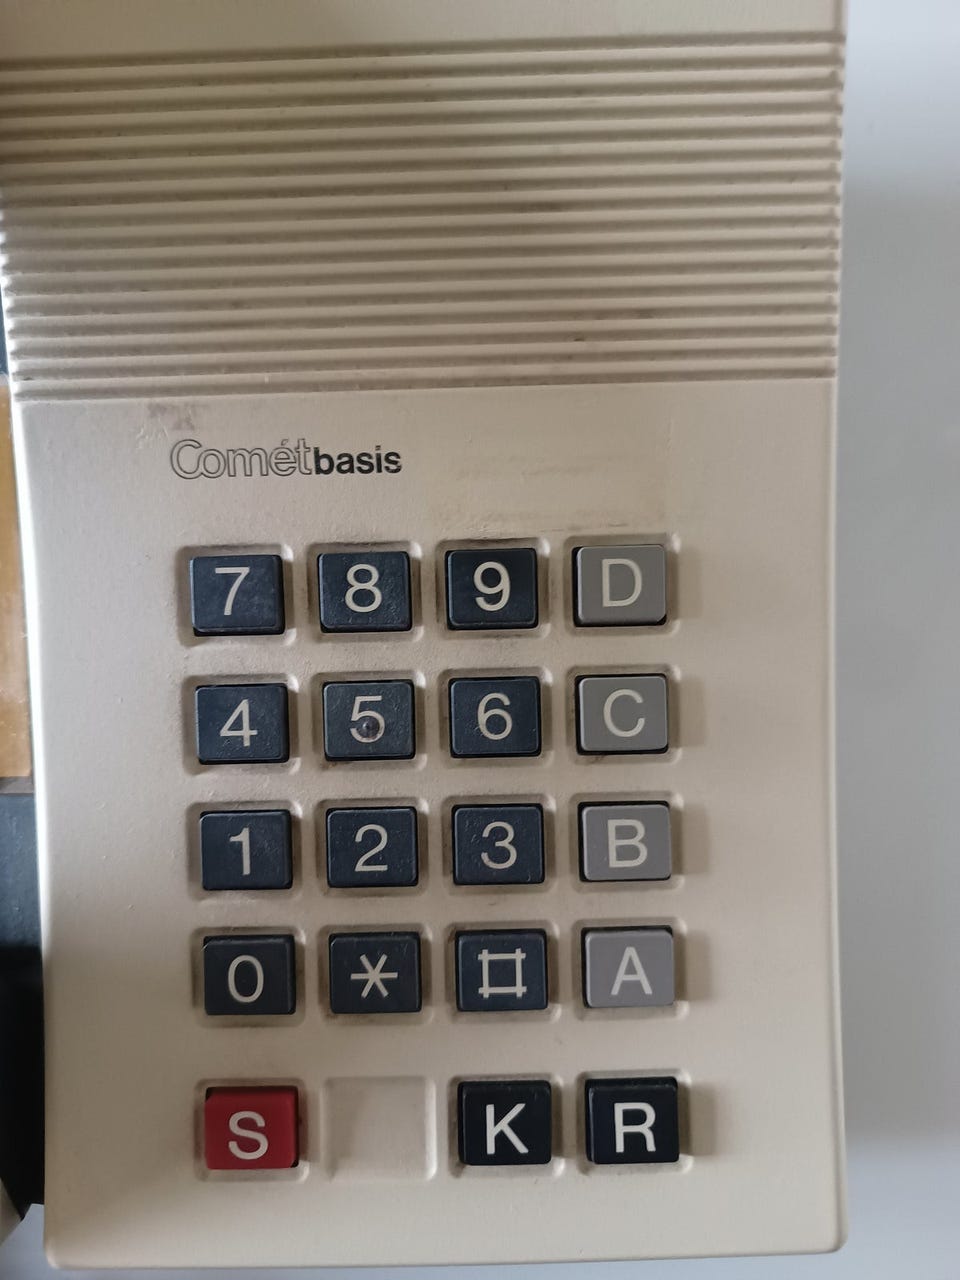 Cométbasis
7 8 9 D
4 5 6 C
1 2 3 B
0 * # A
S K R